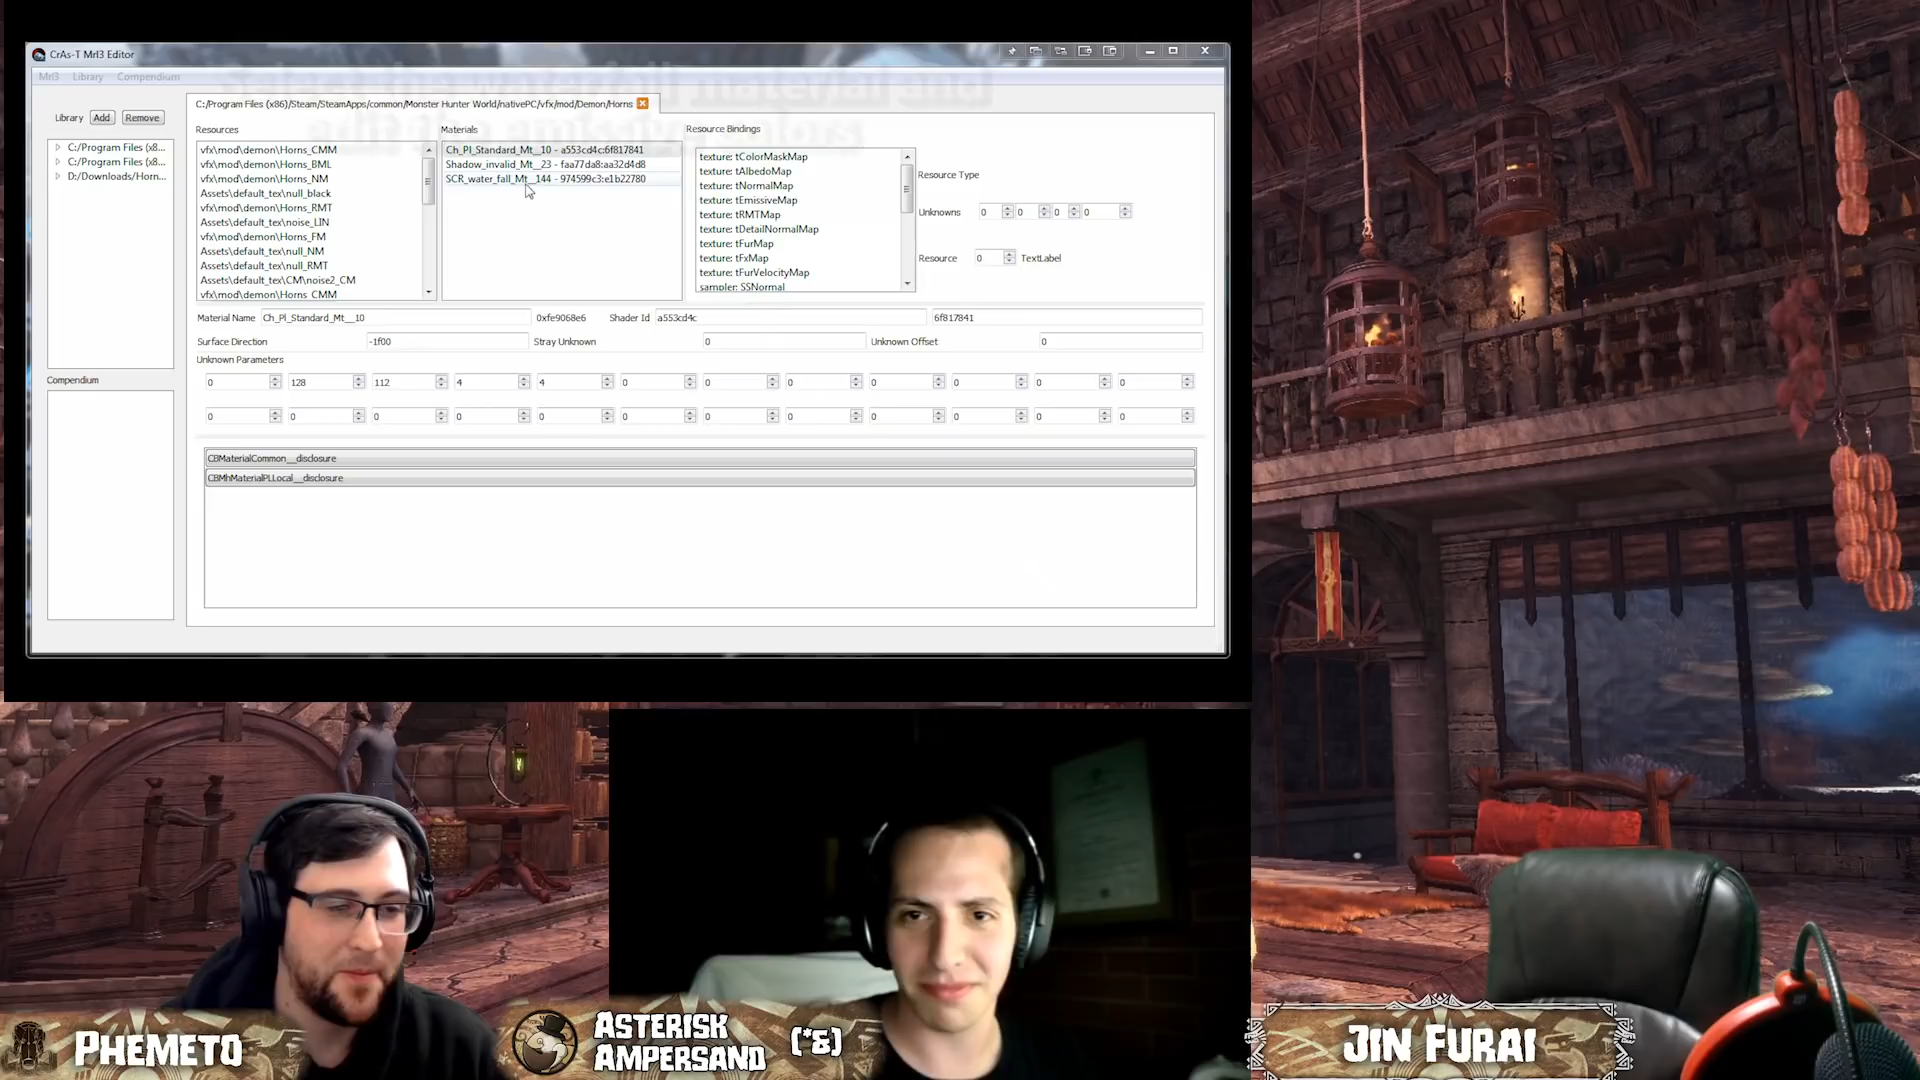 CrAs-T Mrl3 Editor
Mrl3 Library Compendium
C:/Program Files (x86)/Steam/SteamApps/common/Monster Hunter World/nativePC/vfx/mod/Demon/Horns
Library Add Remove
C:/Program Files (x8...
C:/Program Files (x8...
D:/Downloads/Horn...
Compendium
Resources
vfx\mod\demon\Horns_CMM
vfx\mod\demon\Horns_BML
vfx\mod\demon\Horns_NM
Assets\default_tex\null_black
vfx\mod\demon\Horns_RMT
Assets\default_tex\noise_LIN
vfx\mod\demon\Horns_FM
Assets\default_tex\null_NM
Assets\default_tex\null_RMT
Assets\default_tex\CM\noise2_CM
vfx\mod\demon\Horns_CMM
Materials
Ch_Pl_Standard_Mt__10 - a553cd4c:6f817841
Shadow_invalid_Mt__23 - faa77da8:aa32d4d8
SCR_water_fall_Mt__144 - 974599c3:e1b22780
Resource Bindings
texture: tColorMaskMap
texture: tAlbedoMap
texture: tNormalMap
texture: tEmissiveMap
texture: tRMTMap
texture: tDetailNormalMap
texture: tFurMap
texture: tFxMap
texture: tFurVelocityMap
sampler: SSNormal
Resource Type
Unknowns 0 0 0 0
Resource 0 TextLabel
material and
edit the emissive colors
Material Name Ch_Pl_Standard_Mt__10 0xfe9068e6 Shader Id a553cd4c 6f817841
Surface Direction -1f00 Stray Unknown 0 Unknown Offset 0
Unknown Parameters
0 128 112 4 4 0 0 0 0 0 0 0
0 0 0 0 0 0 0 0 0 0 0 0
CBMaterialCommon__disclosure
CBMhMaterialPLLocal__disclosure
PHEMETO
ASTERISK
AMPERSAND
(*&)
JIN FURAI